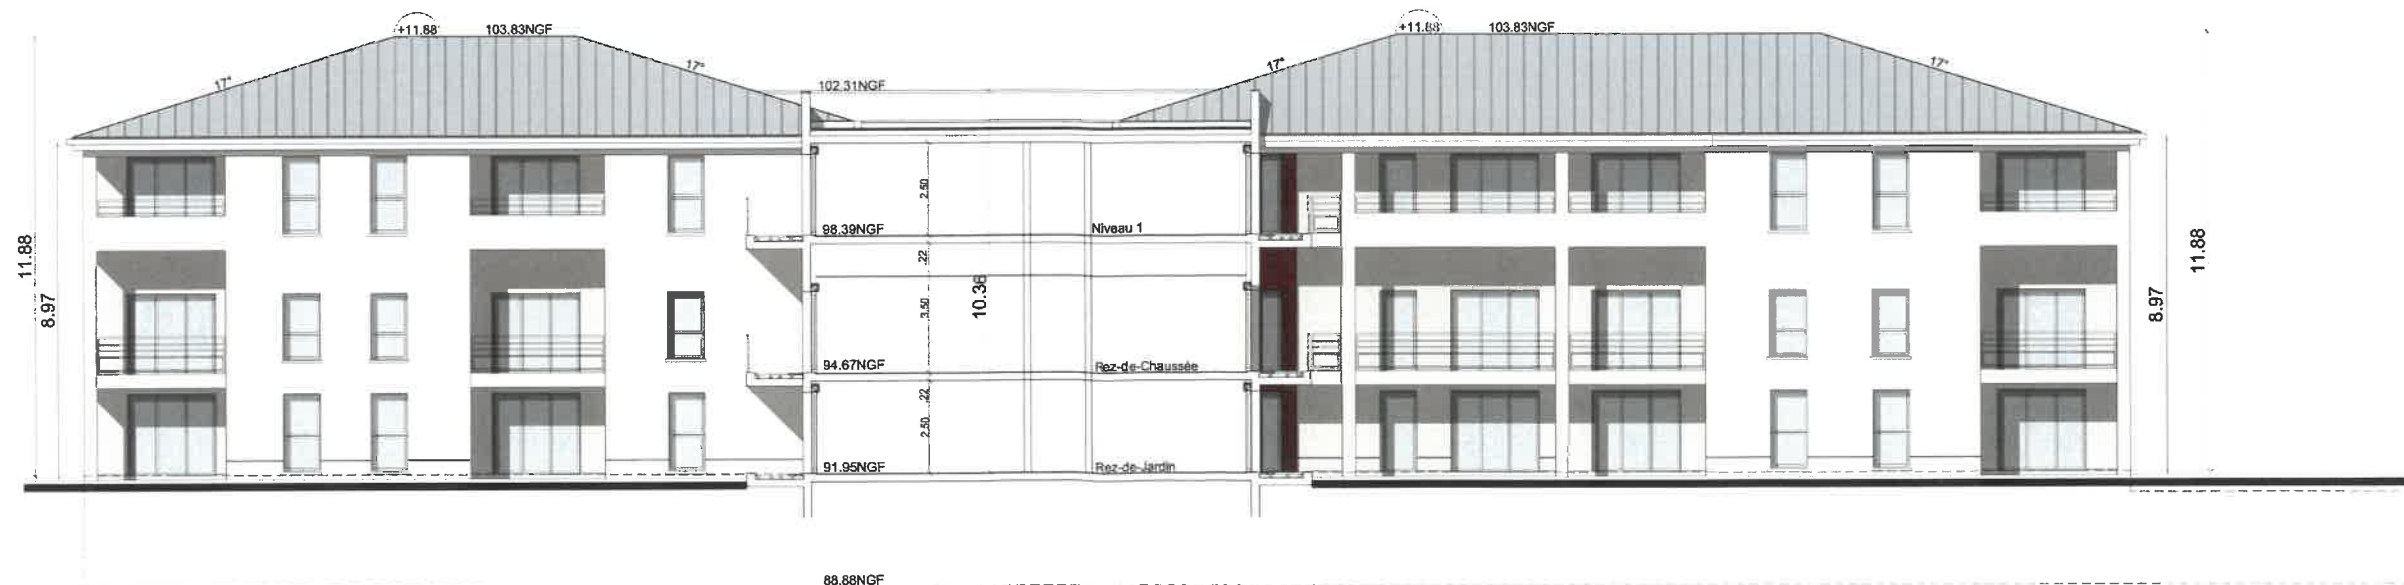 +11.88
103.83NGF
+11.88
103.83NGF
17°
17°
17°
17°
102.31NGF
2.50
98.39NGF
Niveau 1
11.88
8.97
.22
3.50
10.36
11.88
8.97
94.67NGF
Rez-de-Chaussée
.22
2.50
91.95NGF
Rez-de-Jardin
88.88NGF